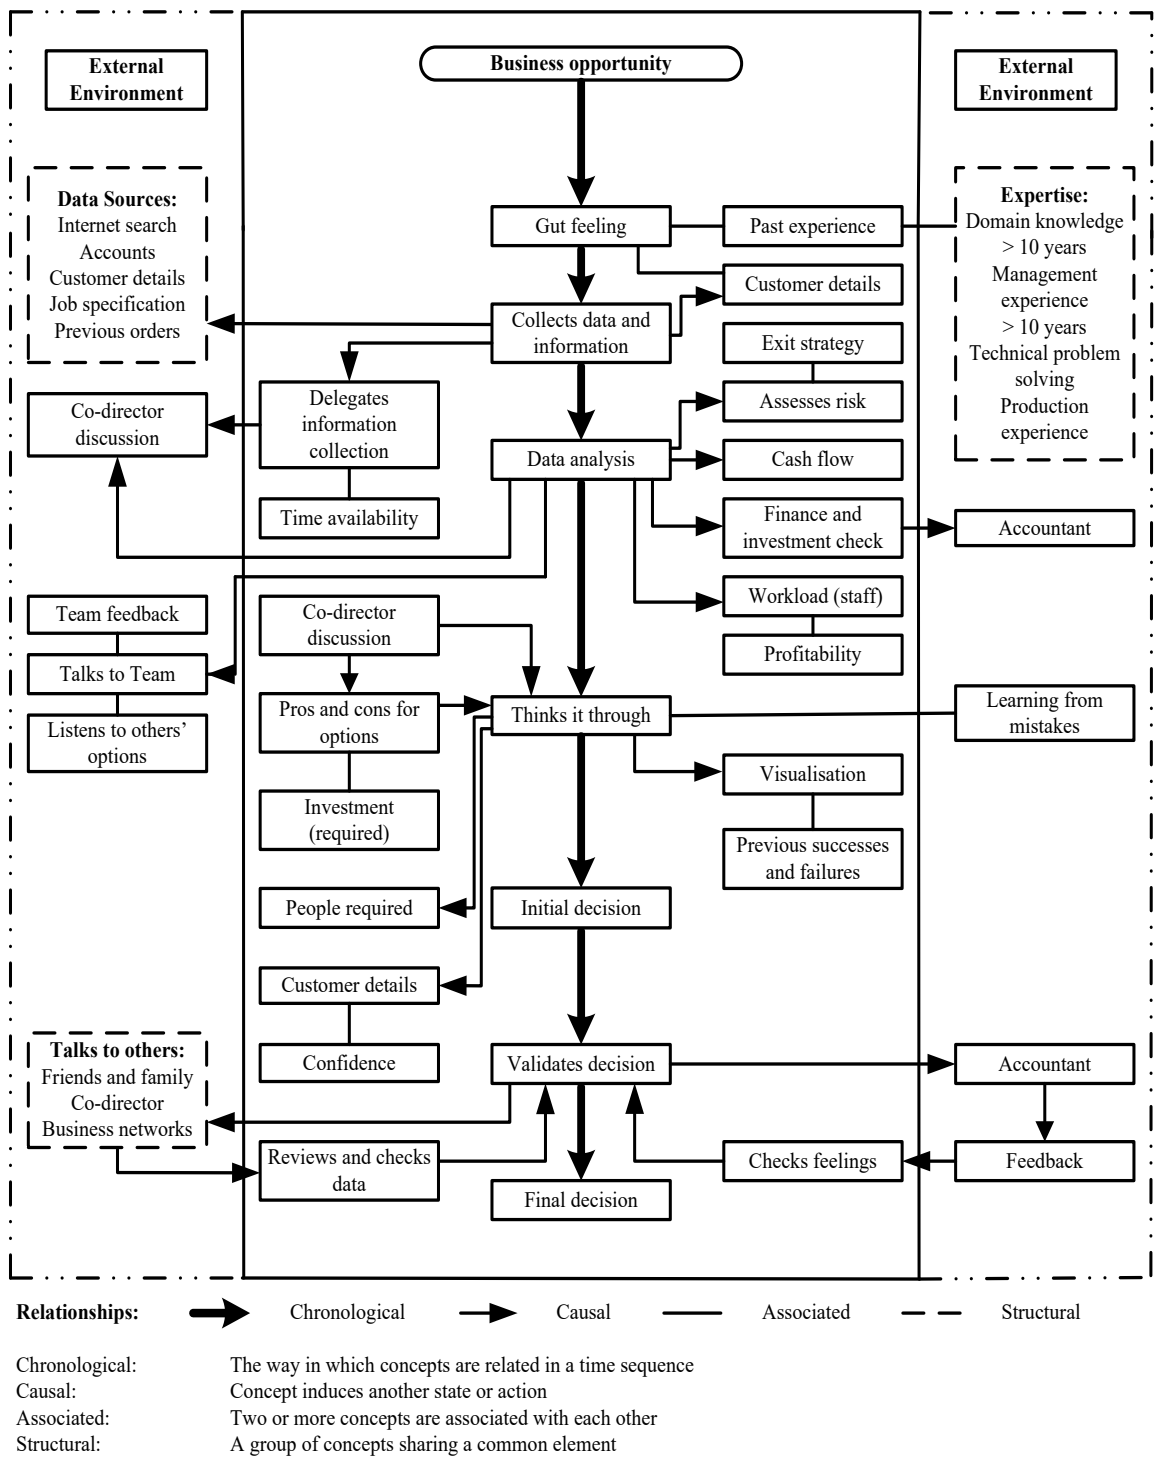 Business opportunity
External
Environment
External
Environment
Data Sources:
Internet search
Accounts
Customer details
Job specification
Previous orders
Gut feeling
Past experience
Expertise:
Domain knowledge
> 10 years
Management
experience
> 10 years
Technical problem
solving
Production
experience
Customer details
Collects data and
information
Exit strategy
Delegates
information
collection
Co-director
discussion
Assesses risk
Data analysis
Cash flow
Time availability
Finance and
investment check
Accountant
Team feedback
Co-director
discussion
Workload (staff)
Profitability
Talks to Team
Listens to others’
options
Pros and cons for
options
Thinks it through
Learning from
mistakes
Visualisation
Investment
(required)
Previous successes
and failures
People required
Initial decision
Customer details
Confidence
Talks to others:
Friends and family
Co-director
Business networks
Validates decision
Accountant
Reviews and checks
data
Checks feelings
Feedback
Final decision
Relationships:
Chronological
Causal
Associated
Structural
Chronological: The way in which concepts are related in a time sequence
Causal: Concept induces another state or action
Associated: Two or more concepts are associated with each other
Structural: A group of concepts sharing a common element